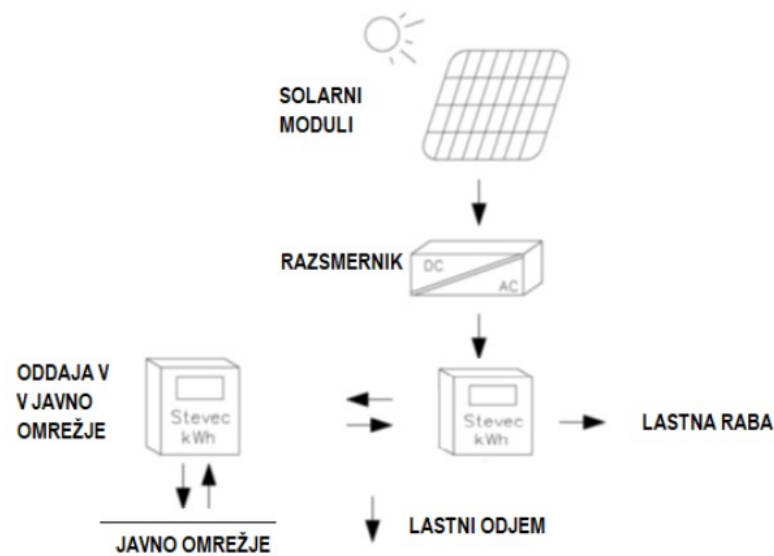 SOLARNI
MODULI
RAZSMERNIK
DC
AC
ODDAJA V
V JAVNO
OMREŽJE
Stevec
kWh
Stevec
kWh
LASTNA RABA
JAVNO OMREŽJE
LASTNI ODJEM